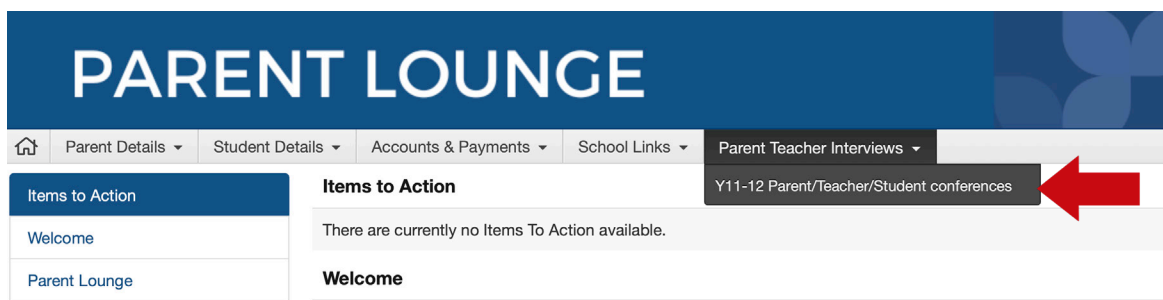 PARENT LOUNGE
Parent Details Student Details Accounts & Payments School Links Parent Teacher Interviews
Y11-12 Parent/Teacher/Student conferences
Items to Action
Welcome
Parent Lounge
Items to Action
There are currently no Items To Action available.
Welcome